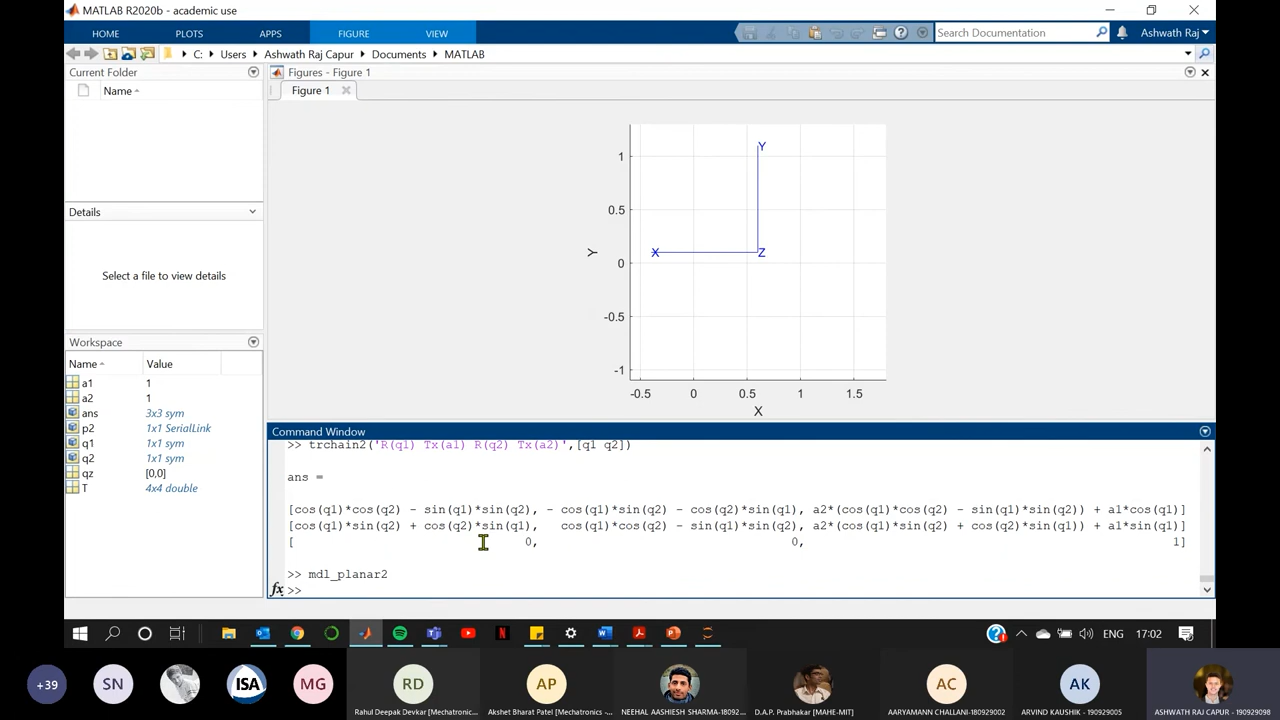 MATLAB R2020b - academic use
HOME PLOTS APPS FIGURE VIEW Search Documentation Ashwath Raj
C: Users Ashwath Raj Capur Documents MATLAB
Current Folder
Name
Details
Select a file to view details
Workspace
Name Value
a1 1
a2 1
ans 3x3 sym
p2 1x1 SerialLink
q1 1x1 sym
q2 1x1 sym
qz [0,0]
T 4x4 double
Figures - Figure 1
Figure 1
Y
1
0.5
X Z
Y
0
-0.5
-1
-0.5 0 0.5 1 1.5
X
Command Window
>> trchain2('R(q1) Tx(a1) R(q2) Tx(a2)',[q1 q2])
ans =
[cos(q1)*cos(q2) - sin(q1)*sin(q2), - cos(q1)*sin(q2) - cos(q2)*sin(q1), a2*(cos(q1)*cos(q2) - sin(q1)*sin(q2)) + a1*cos(q1)]
[cos(q1)*sin(q2) + cos(q2)*sin(q1),   cos(q1)*cos(q2) - sin(q1)*sin(q2), a2*(cos(q1)*sin(q2) + cos(q2)*sin(q1)) + a1*sin(q1)]
[ 0, 0, 1]
>> mdl_planar2
fx >>
ENG 17:02
+39 SN ISA MG RD AP AC AK
Rahul Deepak Devkar [Mechatronic... Akshet Bharat Patel [Mechatronics -... NEEHAL AASHIESH SHARMA-18092... D.A.P. Prabhakar [MAHE-MIT] AARYAMANN CHALLANI-180929002 ARVIND KAUSHIK - 190929005 ASHWATH RAJ CAPUR - 190929098